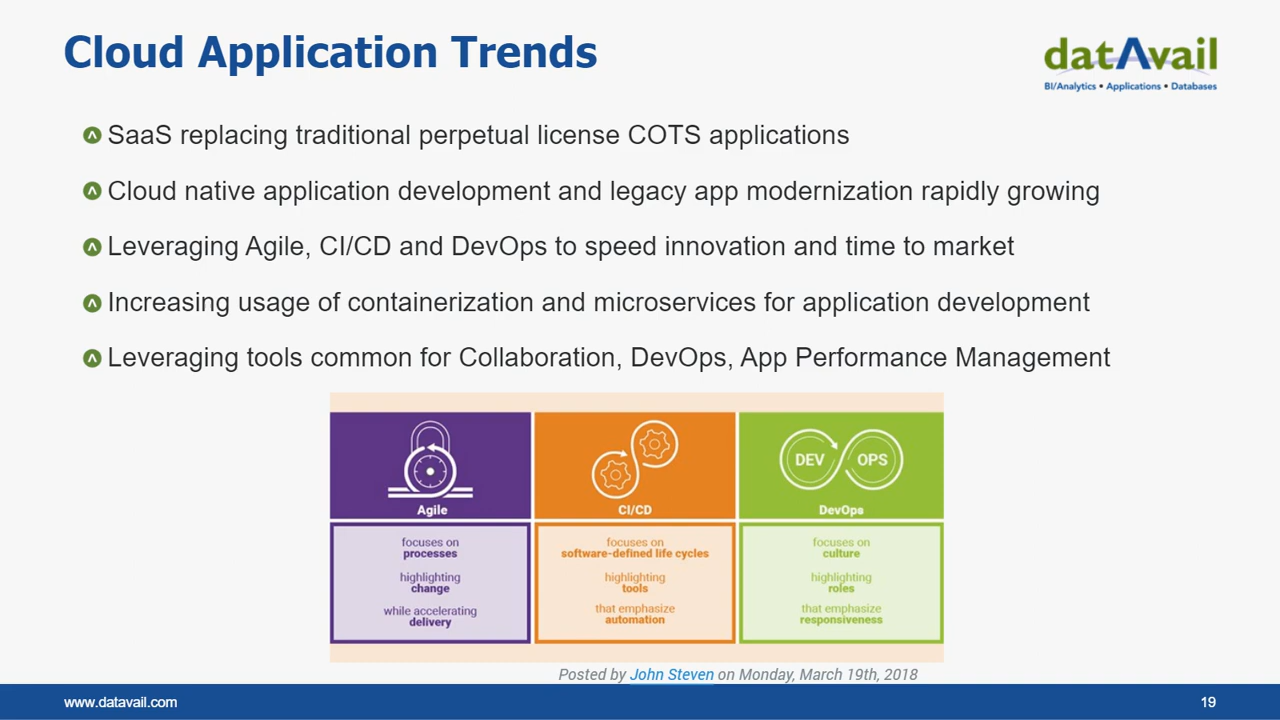 Cloud Application Trends
datAvail
BI/Analytics • Applications • Databases
SaaS replacing traditional perpetual license COTS applications
Cloud native application development and legacy app modernization rapidly growing
Leveraging Agile, CI/CD and DevOps to speed innovation and time to market
Increasing usage of containerization and microservices for application development
Leveraging tools common for Collaboration, DevOps, App Performance Management
Agile
focuses on
processes
highlighting
change
while accelerating
delivery
CI/CD
focuses on
software-defined life cycles
highlighting
tools
that emphasize
automation
DEV OPS
DevOps
focuses on
culture
highlighting
roles
that emphasize
responsiveness
Posted by John Steven on Monday, March 19th, 2018
www.datavail.com
19